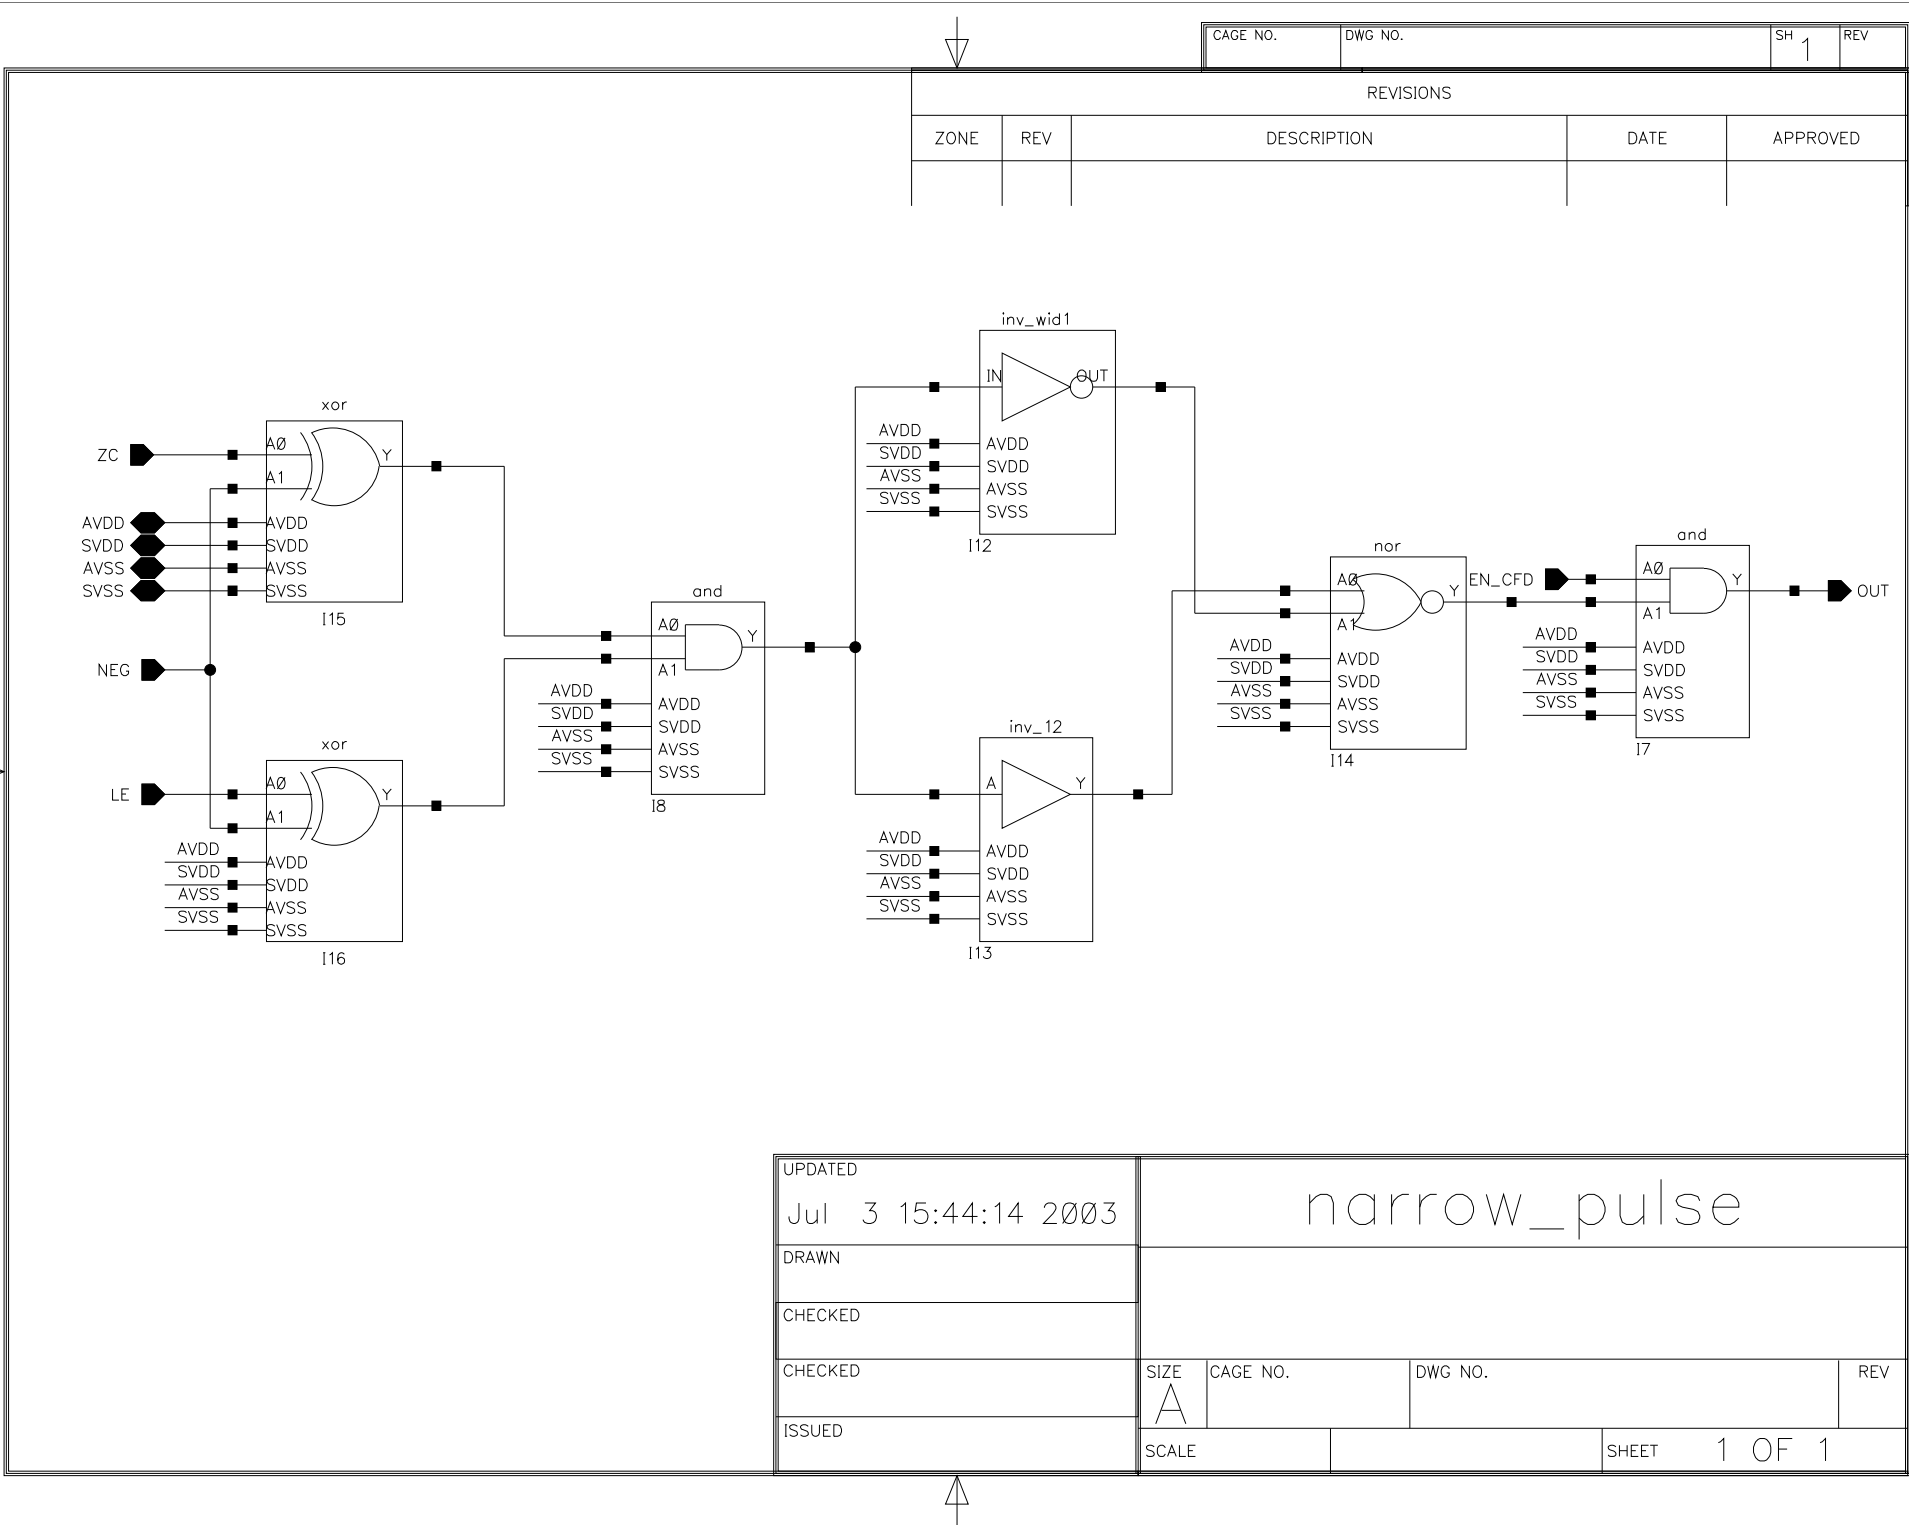 CAGE NO. DWG NO. SH 1 REV
REVISIONS
ZONE REV DESCRIPTION DATE APPROVED
xor
ZC A0 Y
A1
AVDD AVDD
SVDD SVDD
AVSS AVSS
SVSS SVSS
I15
NEG
xor
LE A0 Y
A1
AVDD AVDD
SVDD SVDD
AVSS AVSS
SVSS SVSS
I16
and
A0 Y
A1
AVDD AVDD
SVDD SVDD
AVSS AVSS
SVSS SVSS
I8
inv_wid1
IN OUT
AVDD AVDD
SVDD SVDD
AVSS AVSS
SVSS SVSS
I12
inv_12
A Y
AVDD AVDD
SVDD SVDD
AVSS AVSS
SVSS SVSS
I13
nor
A0 Y
A1
AVDD AVDD
SVDD SVDD
AVSS AVSS
SVSS SVSS
I14
and
EN_CFD A0 Y OUT
A1
AVDD AVDD
SVDD SVDD
AVSS AVSS
SVSS SVSS
I7
UPDATED
Jul 3 15:44:14 2003
DRAWN
CHECKED
CHECKED
ISSUED
narrow_pulse
SIZE CAGE NO. DWG NO. REV
A
SCALE SHEET 1 OF 1